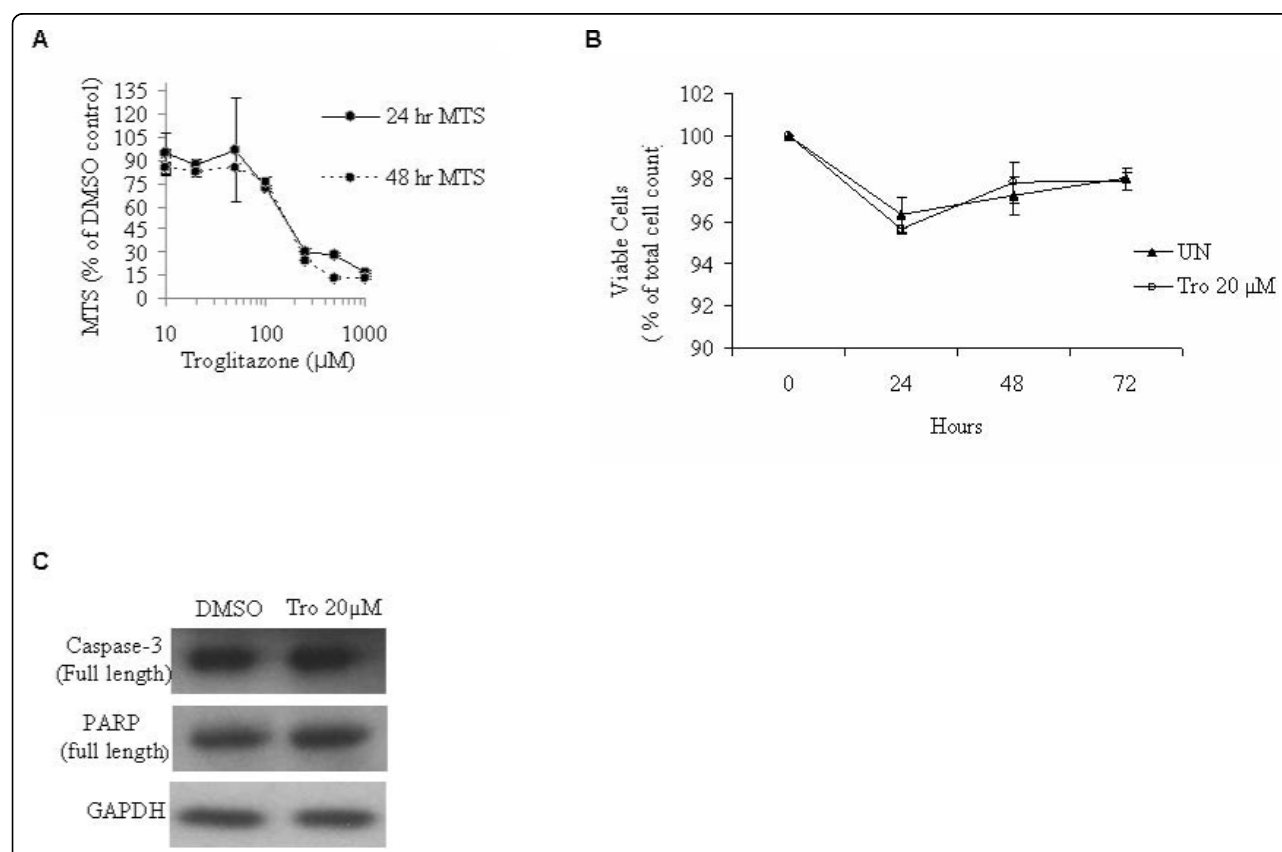 A
135
120
105
90
75
60
45
30
15
0
MTS (% of DMSO control)
24 hr MTS
48 hr MTS
10 100 1000
Troglitazone (µM)
B
102
100
98
96
94
92
90
Viable Cells
( % of total cell count)
UN
Tro 20 µM
0 24 48 72
Hours
C
DMSO Tro 20µM
Caspase-3
(Full length)
PARP
(full length)
GAPDH